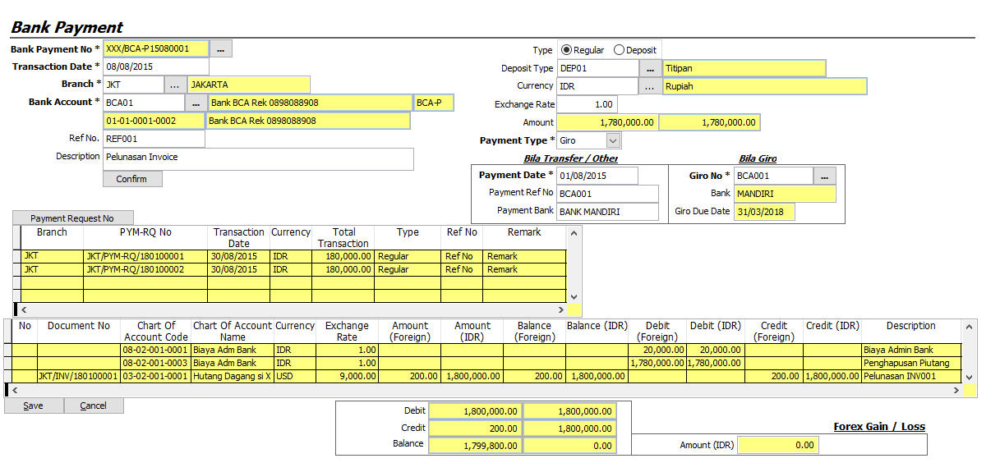 Bank Payment
Bank Payment No * XXX/BCA-P15080001 ... Type Regular Deposit
Transaction Date * 08/08/2015 Deposit Type DEP01 ... Titipan
Branch * JKT ... JAKARTA Currency IDR ... Rupiah
Bank Account * BCA01 ... Bank BCA Rek 0898088908 BCA-P Exchange Rate 1.00
01-01-0001-0002 Bank BCA Rek 0898088908 Amount 1,780,000.00 1,780,000.00
Ref No. REF001 Payment Type * Giro
Description Pelunasan Invoice Bila Transfer / Other Bila Giro
Confirm Payment Date * 01/08/2015 Giro No * BCA001 ...
Payment Ref No BCA001 Bank MANDIRI
Payment Bank BANK MANDIRI Giro Due Date 31/03/2018
Payment Request No
Branch PYM-RQ No Transaction Date Currency Total Transaction Type Ref No Remark
JKT JKT/PYM-RQ/180100001 30/08/2015 IDR 180,000.00 Regular Ref No Remark
JKT JKT/PYM-RQ/180100002 30/08/2015 IDR 180,000.00 Regular Ref No Remark
No Document No Chart Of Account Code Chart Of Account Name Currency Exchange Rate Amount (Foreign) Amount (IDR) Balance (Foreign) Balance (IDR) Debit (Foreign) Debit (IDR) Credit (Foreign) Credit (IDR) Description
08-02-001-0001 Biaya Adm Bank IDR 1.00 20,000.00 20,000.00 Biaya Admin Bank
08-02-001-0003 Biaya Adm Bank IDR 1.00 1,780,000.00 1,780,000.00 Penghapusan Piutang
JKT/INV/180100001 03-02-001-0001 Hutang Dagang si X USD 9,000.00 200.00 1,800,000.00 200.00 1,800,000.00 200.00 1,800,000.00 Pelunasan INV001
Save Cancel
Debit 1,800,000.00 1,800,000.00
Credit 200.00 1,800,000.00 Forex Gain / Loss
Balance 1,799,800.00 0.00 Amount (IDR) 0.00